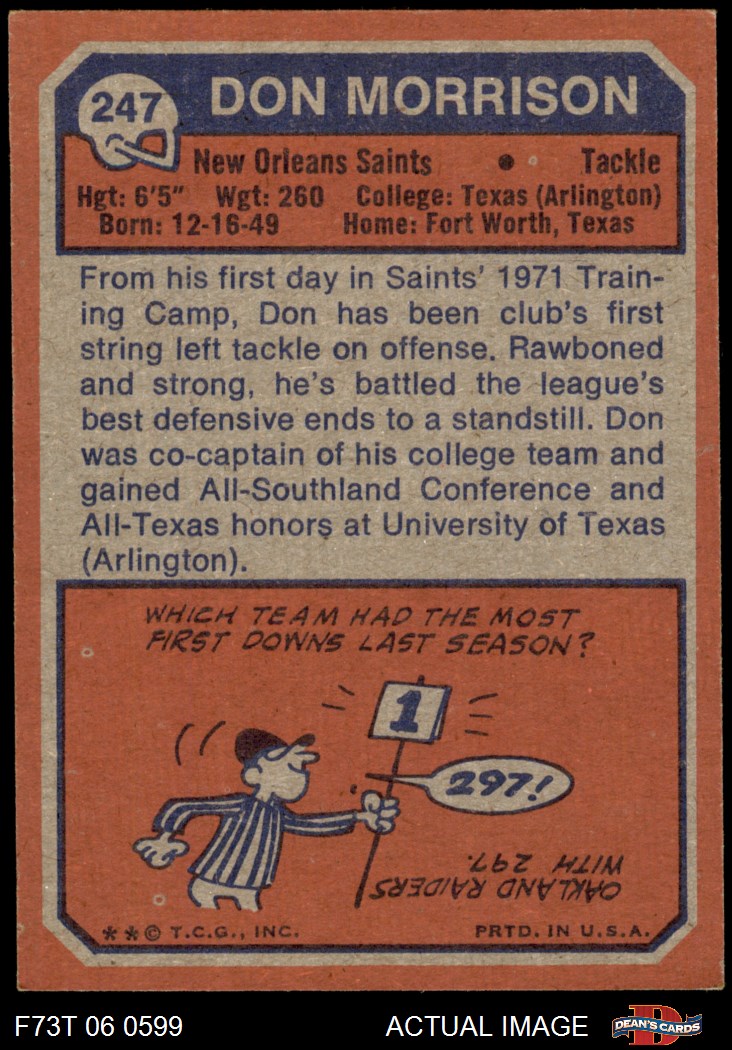 247
DON MORRISON
New Orleans Saints • Tackle
Hgt: 6'5" Wgt: 260 College: Texas (Arlington)
Born: 12-16-49 Home: Fort Worth, Texas
From his first day in Saints' 1971 Train-
ing Camp, Don has been club's first
string left tackle on offense. Rawboned
and strong, he's battled the league's
best defensive ends to a standstill. Don
was co-captain of his college team and
gained All-Southland Conference and
All-Texas honors at University of Texas
(Arlington).
WHICH TEAM HAD THE MOST
FIRST DOWNS LAST SEASON?
1
297!
OAKLAND RAIDERS
WITH 297.
**© T.C.G., INC. PRTD. IN U.S.A.
F73T 06 0599 ACTUAL IMAGE
D
DEAN'S CARDS